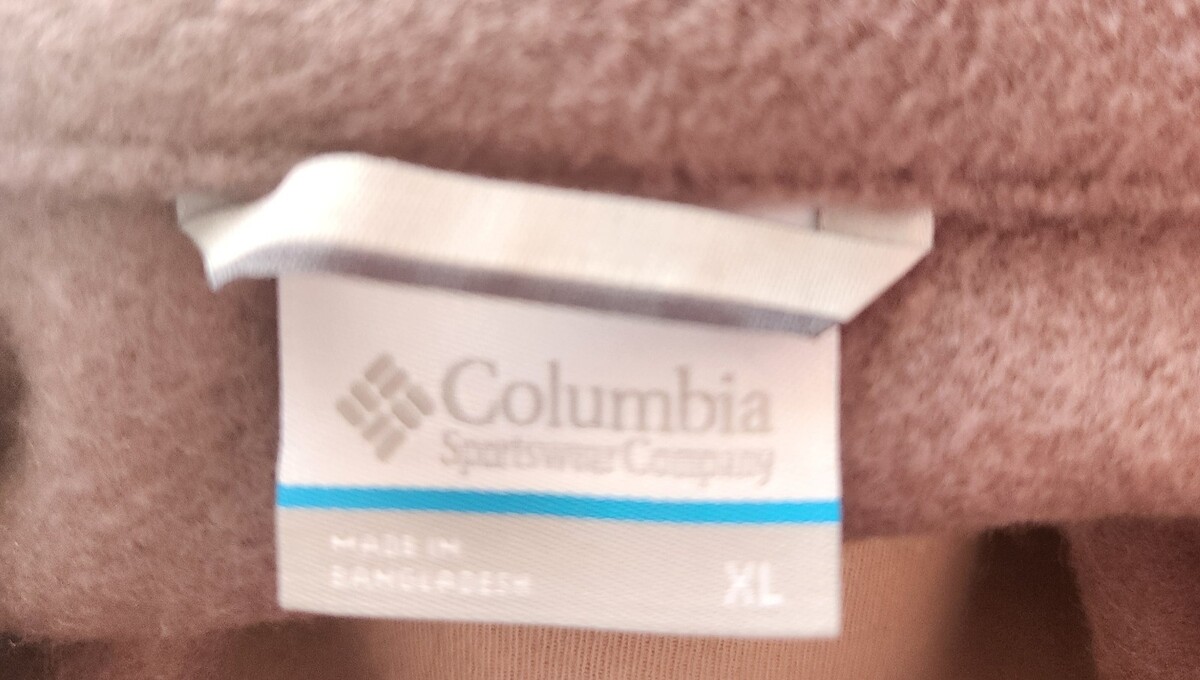 Columbia
Sportswear Company
MADE IN
BANGLADESH
XL